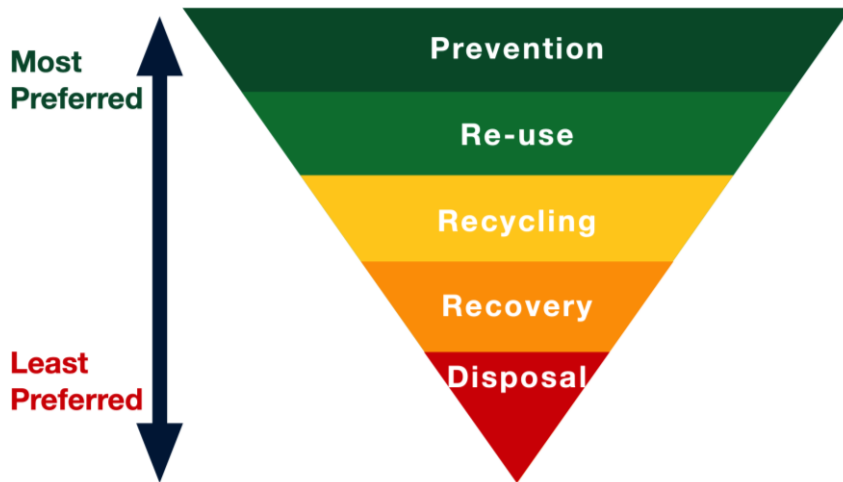 Most
Preferred
Prevention
Re-use
Recycling
Recovery
Least
Preferred
Disposal